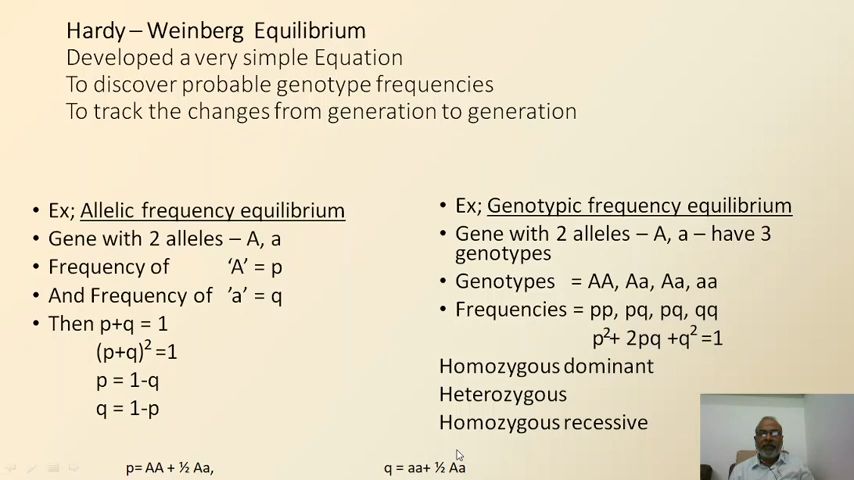 Hardy – Weinberg Equilibrium
Developed a very simple Equation
To discover probable genotype frequencies
To track the changes from generation to generation
• Ex; Allelic frequency equilibrium
• Gene with 2 alleles – A, a
• Frequency of ‘A’ = p
• And Frequency of ’a’ = q
• Then p+q = 1
(p+q)² =1
p = 1-q
q = 1-p
• Ex; Genotypic frequency equilibrium
• Gene with 2 alleles – A, a – have 3
genotypes
• Genotypes = AA, Aa, Aa, aa
• Frequencies = pp, pq, pq, qq
p²+ 2pq +q² =1
Homozygous dominant
Heterozygous
Homozygous recessive
p= AA + ½ Aa, q = aa+ ½ Aa